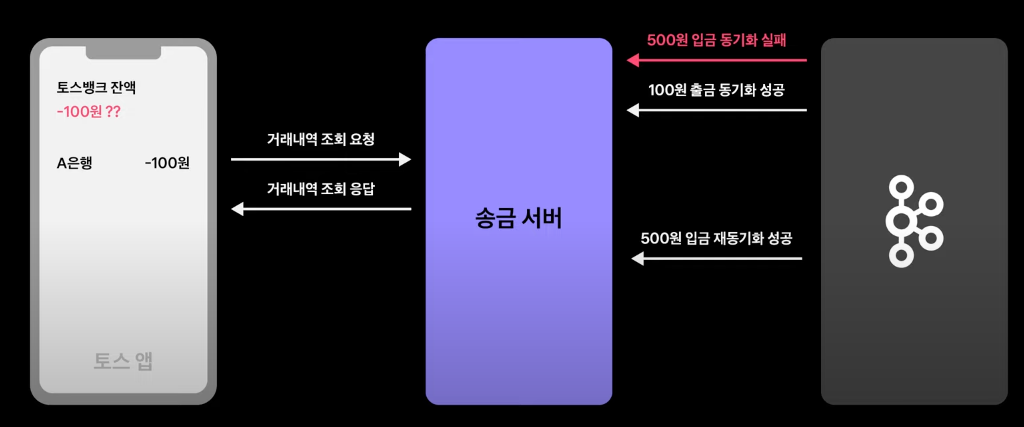 토스뱅크 잔액
-100원 ??
A은행 -100원
토스 앱
거래내역 조회 요청
거래내역 조회 응답
송금 서버
500원 입금 동기화 실패
100원 출금 동기화 성공
500원 입금 재동기화 성공